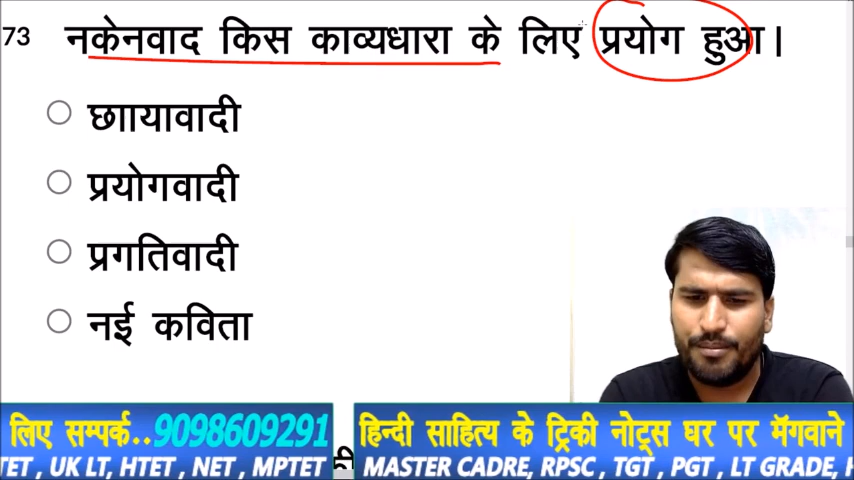 73 नकेनवाद किस काव्यधारा के लिए प्रयोग हुआ।
छाायावादी
प्रयोगवादी
प्रगतिवादी
नई कविता
लिए सम्पर्क..9098609291 हिन्दी साहित्य के ट्रिकी नोट्स घर पर मॅगवाने
TET , UK LT, HTET , NET , MPTET की MASTER CADRE, RPSC , TGT , PGT , LT GRADE, H